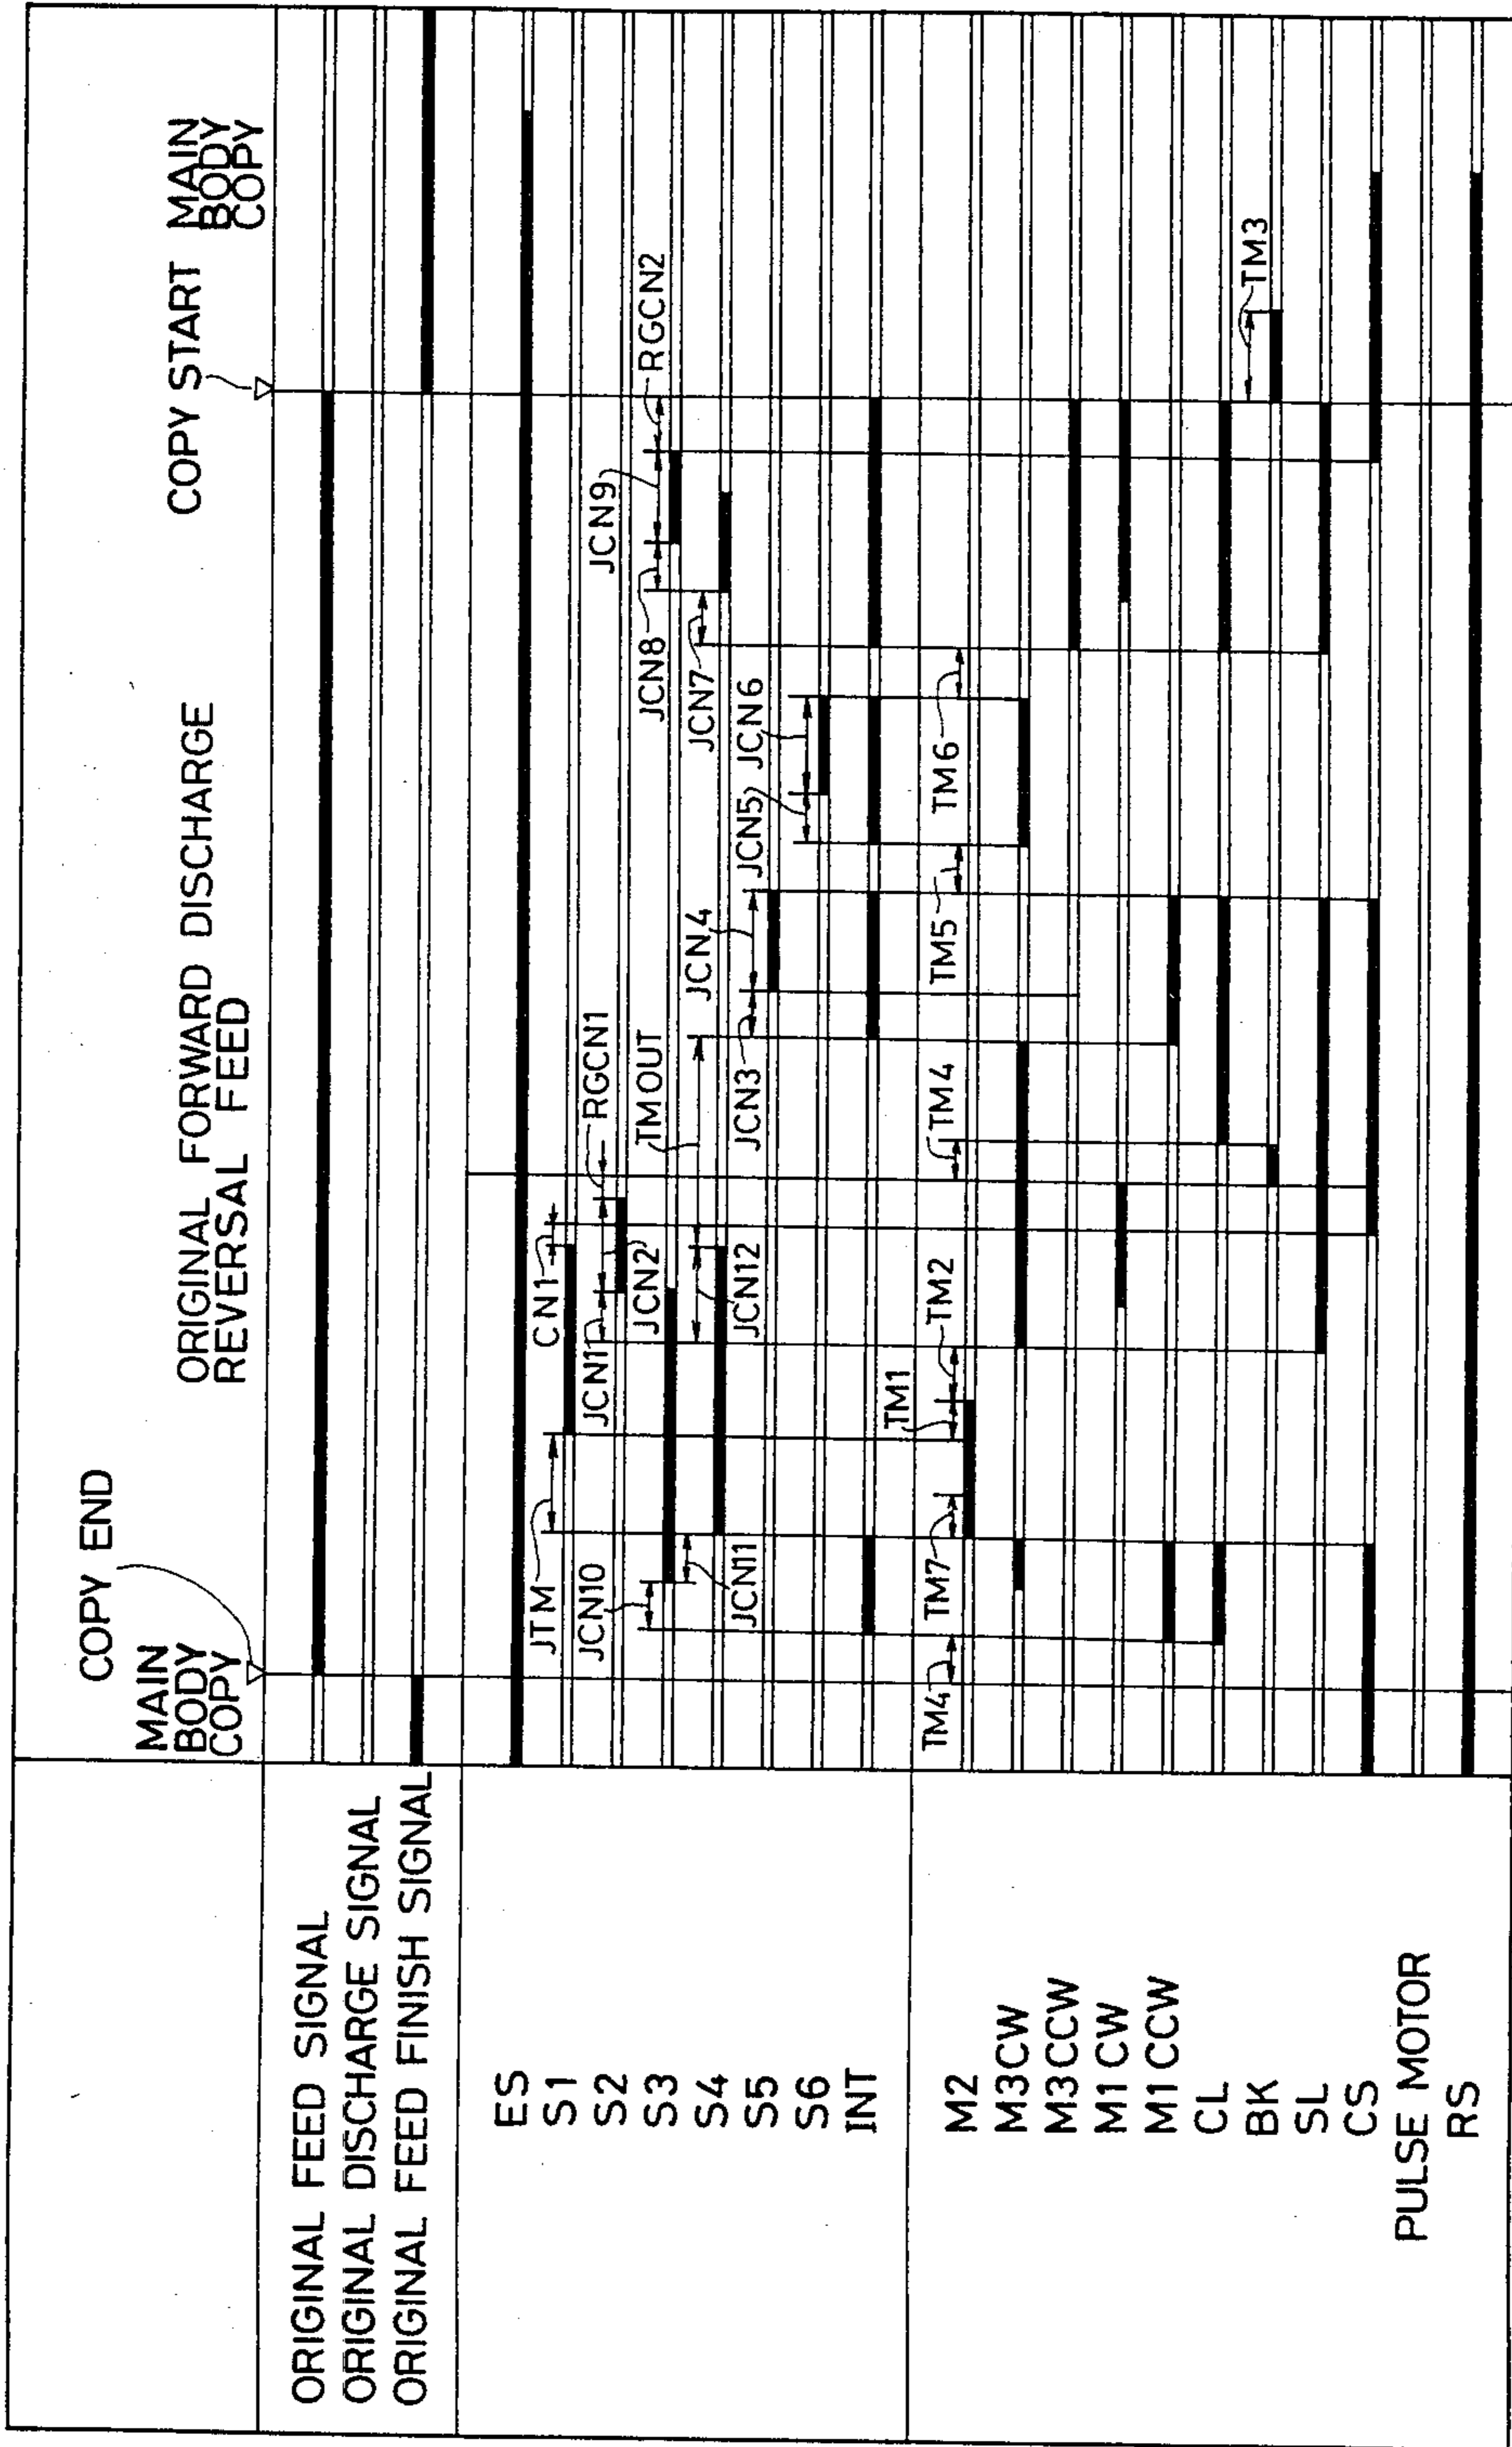 COPY END
MAIN
BODY
COPY
ORIGINAL FORWARD DISCHARGE
REVERSAL FEED
COPY START
MAIN
BODY
COPY
ORIGINAL FEED SIGNAL
ORIGINAL DISCHARGE SIGNAL
ORIGINAL FEED FINISH SIGNAL
ES
S1
S2
S3
S4
S5
S6
INT
JTM
CN1
JCN1
RGCN1
JCN2
JCN10
JCN11
JCN12
TMOUT
JCN3
JCN4
JCN5
JCN6
JCN7
JCN8
JCN9
RGCN2
M2
M3CW
M3CCW
M1CW
M1CCW
CL
BK
SL
CS
PULSE MOTOR
RS
TM4
TM7
TM1
TM2
TM4
TM5
TM6
TM3